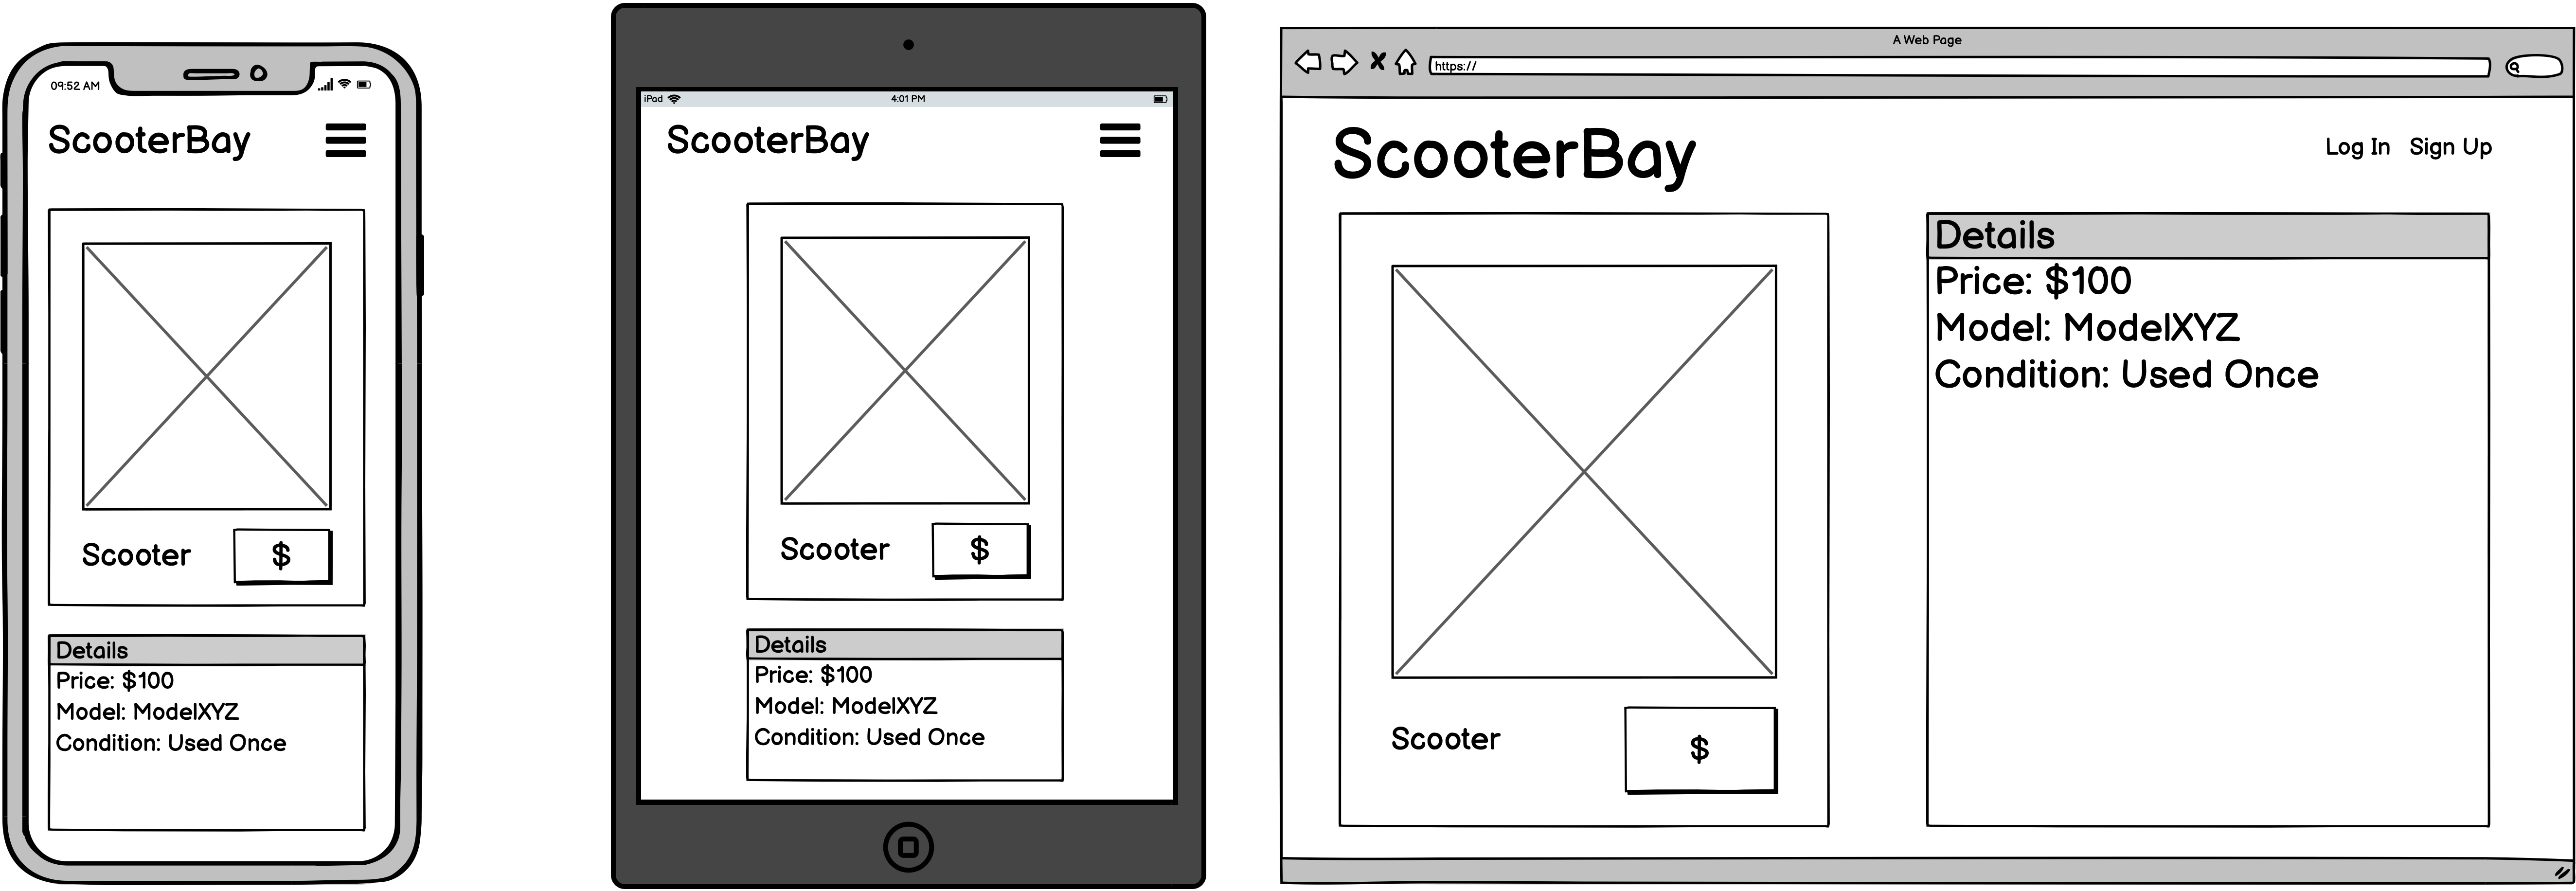 09:52 AM
ScooterBay
Scooter
$
Details
Price: $100
Model: ModelXYZ
Condition: Used Once
iPad
4:01 PM
ScooterBay
Scooter
$
Details
Price: $100
Model: ModelXYZ
Condition: Used Once
A Web Page
https://
ScooterBay
Log In Sign Up
Scooter
$
Details
Price: $100
Model: ModelXYZ
Condition: Used Once